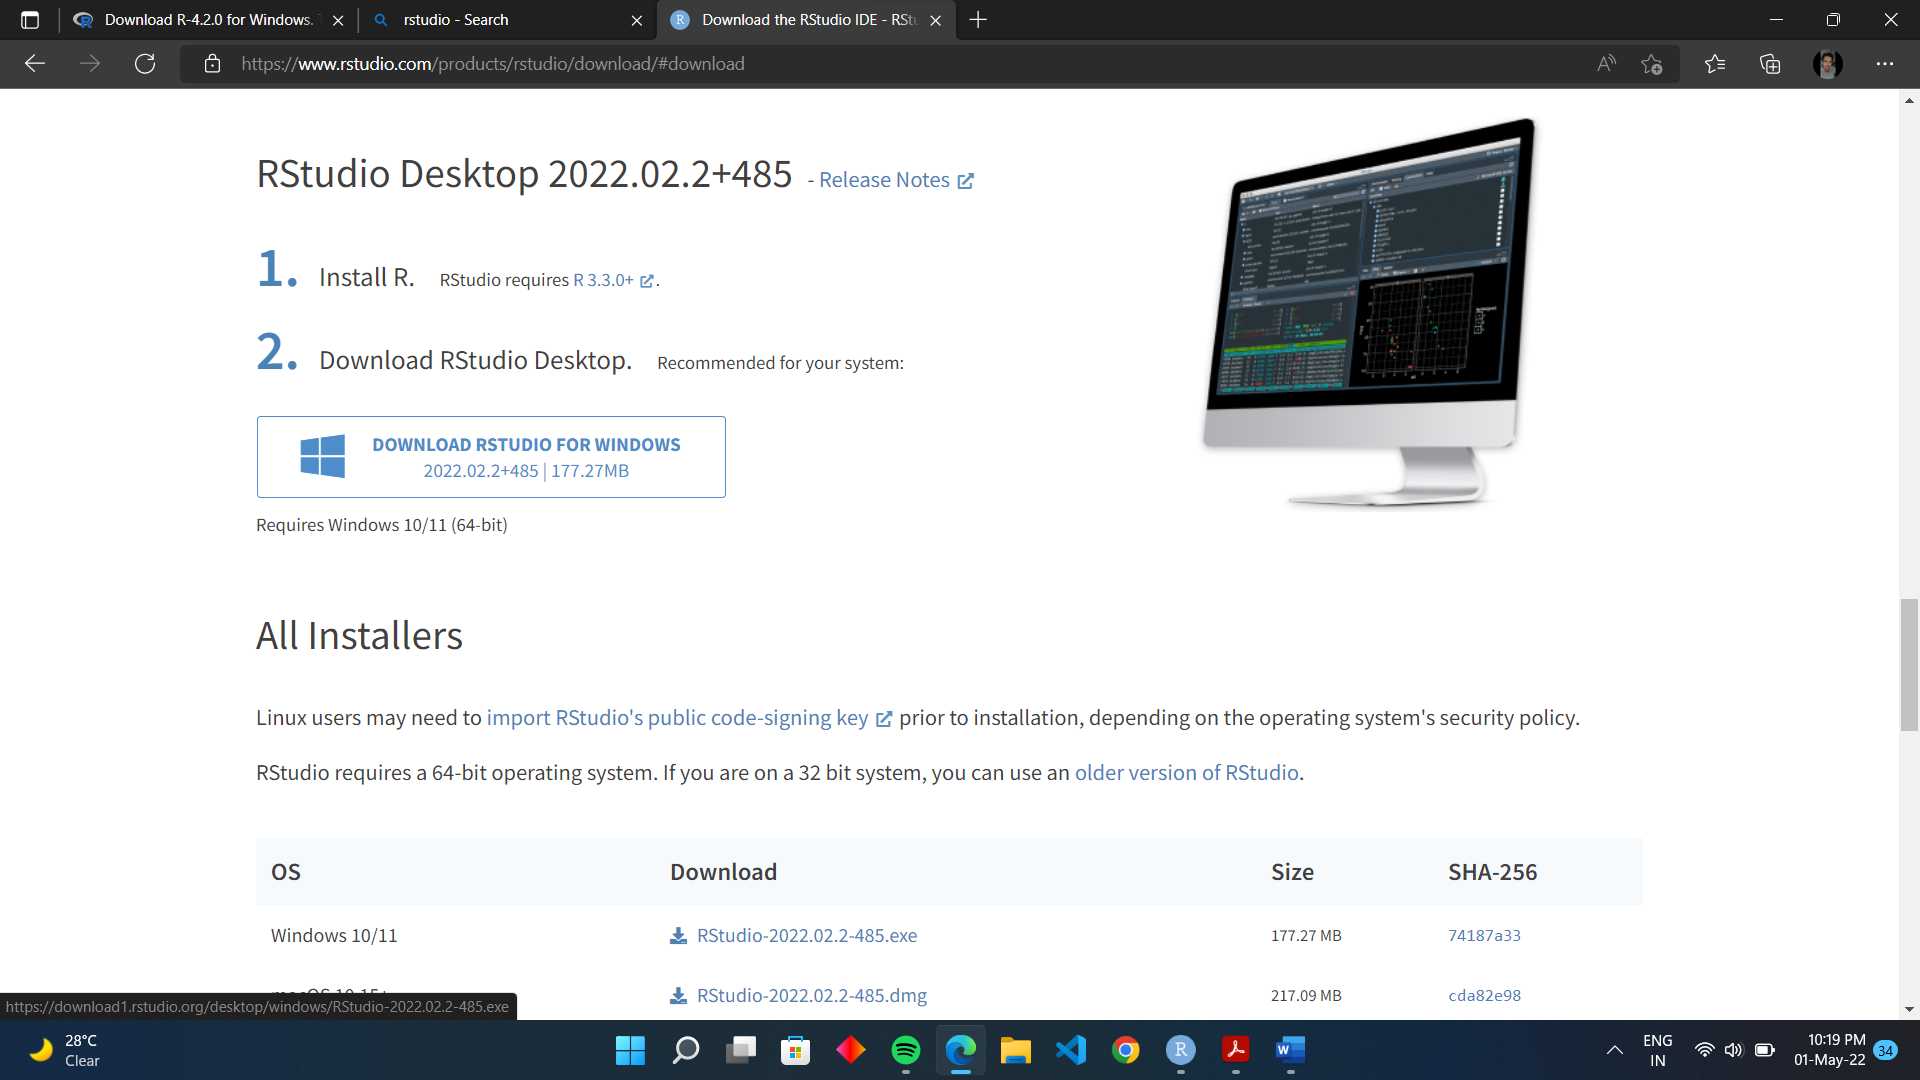 Download R-4.2.0 for Windows. T
rstudio - Search
Download the RStudio IDE - RStu
https://www.rstudio.com/products/rstudio/download/#download
RStudio Desktop 2022.02.2+485 - Release Notes
1. Install R. RStudio requires R 3.3.0+ .
2. Download RStudio Desktop. Recommended for your system:
DOWNLOAD RSTUDIO FOR WINDOWS
2022.02.2+485 | 177.27MB
Requires Windows 10/11 (64-bit)
All Installers
Linux users may need to import RStudio's public code-signing key prior to installation, depending on the operating system's security policy.
RStudio requires a 64-bit operating system. If you are on a 32 bit system, you can use an older version of RStudio.
OS Download Size SHA-256
Windows 10/11 RStudio-2022.02.2-485.exe 177.27 MB 74187a33
macOS 10.15+ RStudio-2022.02.2-485.dmg 217.09 MB cda82e98
https://download1.rstudio.org/desktop/windows/RStudio-2022.02.2-485.exe
28°C
Clear
ENG
IN
10:19 PM
01-May-22
34